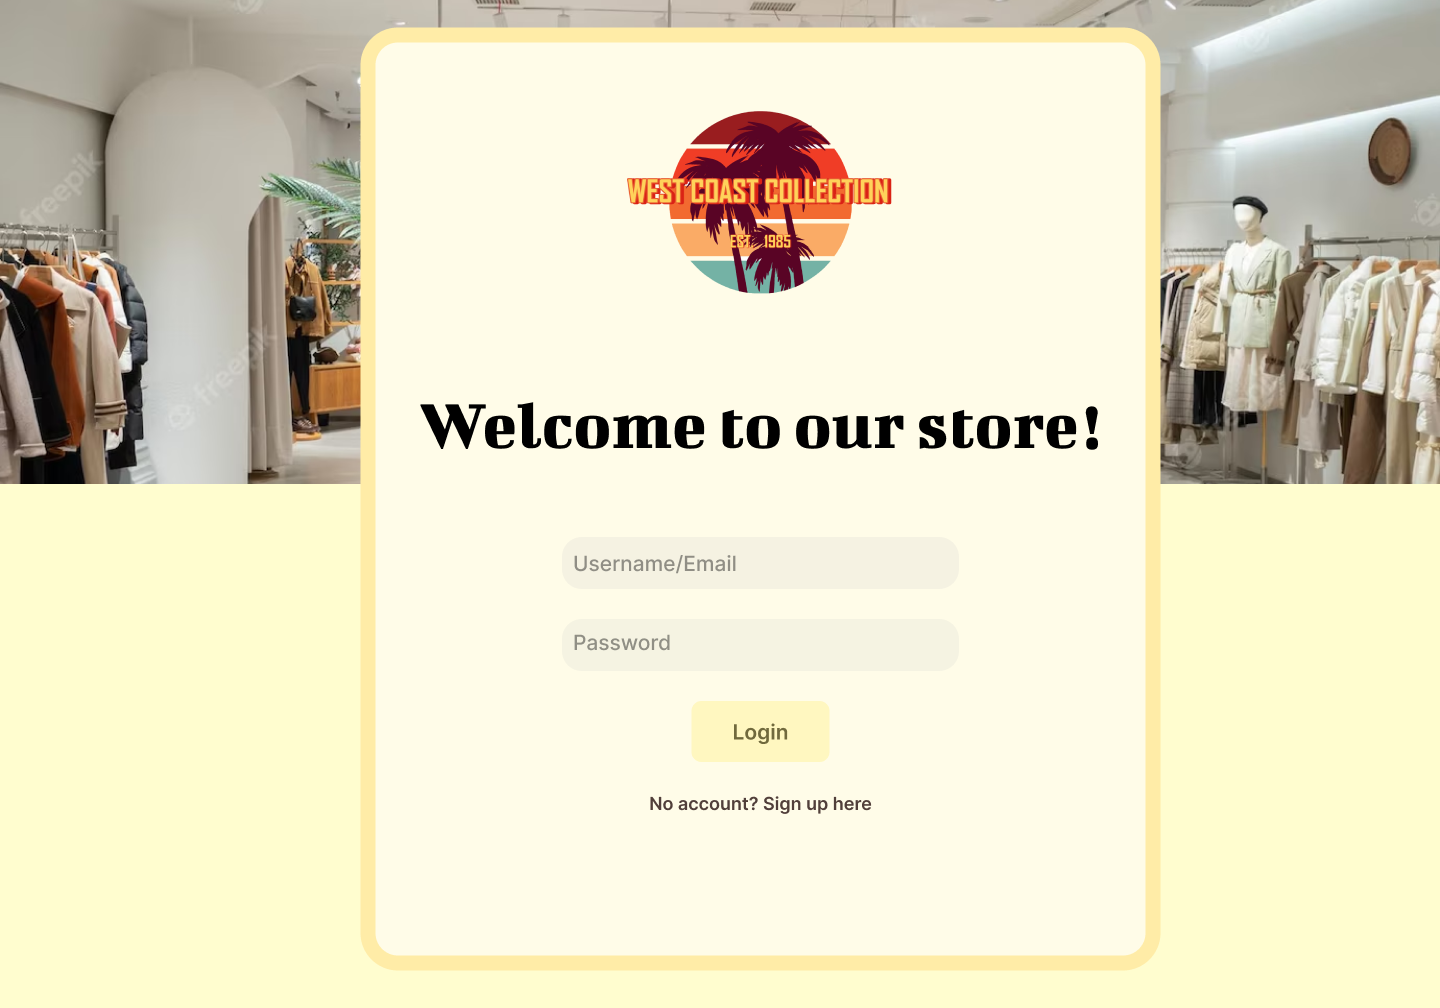 WEST COAST COLLECTION
EST. 1985
Welcome to our store!
Username/Email
Password
Login
No account? Sign up here
freepik
freepik